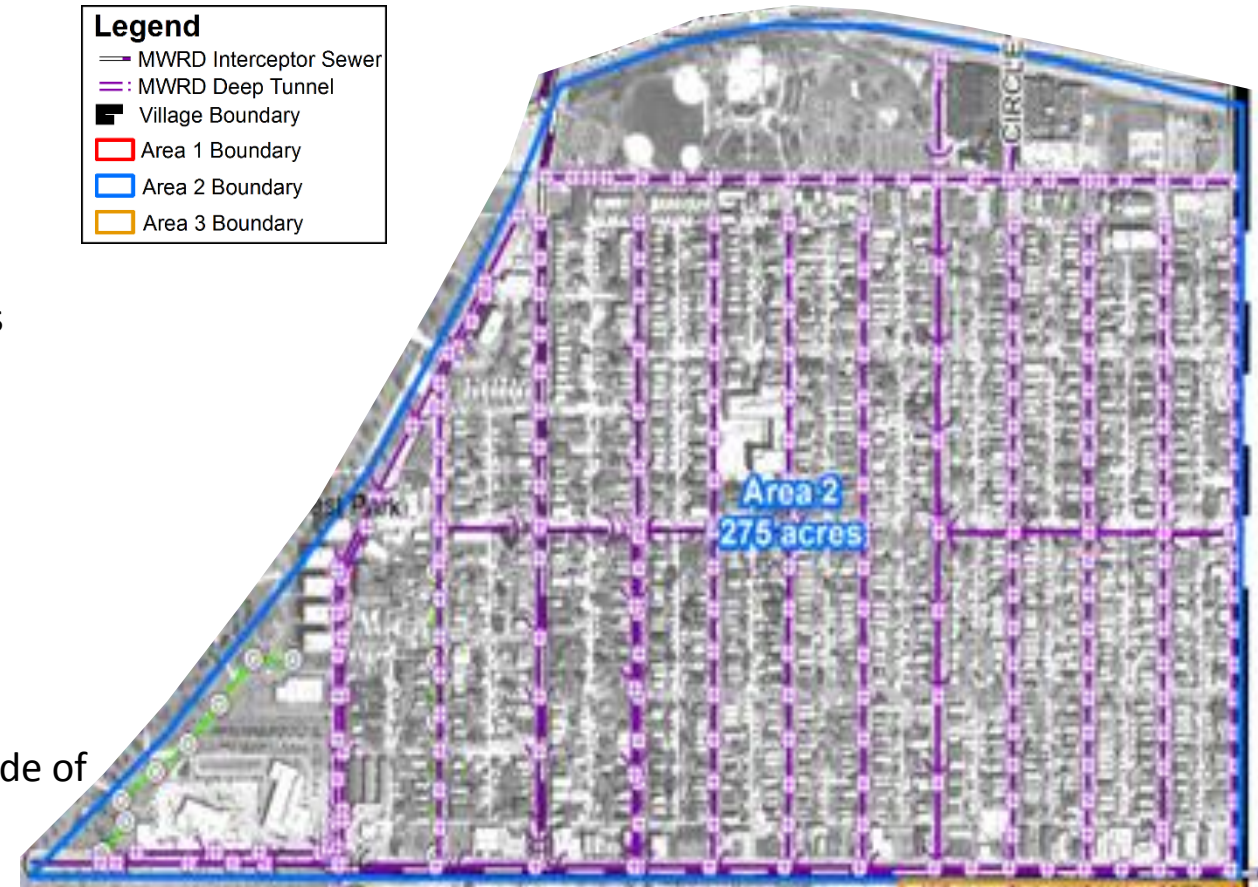 Legend
MWRD Interceptor Sewer
MWRD Deep Tunnel
Village Boundary
Area 1 Boundary
Area 2 Boundary
Area 3 Boundary
CIRCLE
s
Area 2
275 acres
de of